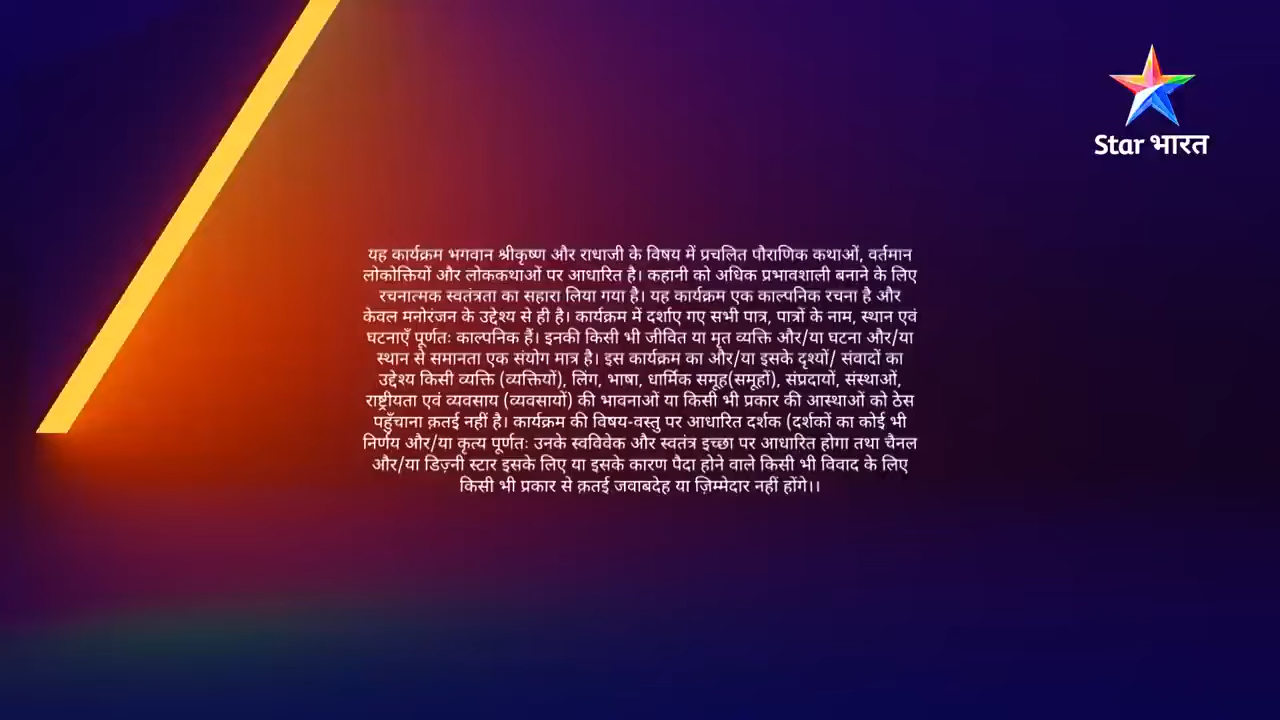 Star भारत
यह कार्यक्रम भगवान श्रीकृष्ण और राधाजी के विषय में प्रचलित पौराणिक कथाओं, वर्तमान
लोकोक्तियों और लोककथाओं पर आधारित है। कहानी को अधिक प्रभावशाली बनाने के लिए
रचनात्मक स्वतंत्रता का सहारा लिया गया है। यह कार्यक्रम एक काल्पनिक रचना है और
केवल मनोरंजन के उद्देश्य से ही है। कार्यक्रम में दर्शाए गए सभी पात्र, पात्रों के नाम, स्थान एवं
घटनाएँ पूर्णतः काल्पनिक हैं। इनकी किसी भी जीवित या मृत व्यक्ति और/या घटना और/या
स्थान से समानता एक संयोग मात्र है। इस कार्यक्रम का और/या इसके दृश्यों/ संवादों का
उद्देश्य किसी व्यक्ति (व्यक्तियों), लिंग, भाषा, धार्मिक समूह(समूहों), संप्रदायों, संस्थाओं,
राष्ट्रीयता एवं व्यवसाय (व्यवसायों) की भावनाओं या किसी भी प्रकार की आस्थाओं को ठेस
पहुँचाना क़तई नहीं है। कार्यक्रम की विषय-वस्तु पर आधारित दर्शक (दर्शकों का कोई भी
निर्णय और/या कृत्य पूर्णतः उनके स्वविवेक और स्वतंत्र इच्छा पर आधारित होगा तथा चैनल
और/या डिज़्नी स्टार इसके लिए या इसके कारण पैदा होने वाले किसी भी विवाद के लिए
किसी भी प्रकार से क़तई जवाबदेह या ज़िम्मेदार नहीं होंगे।।